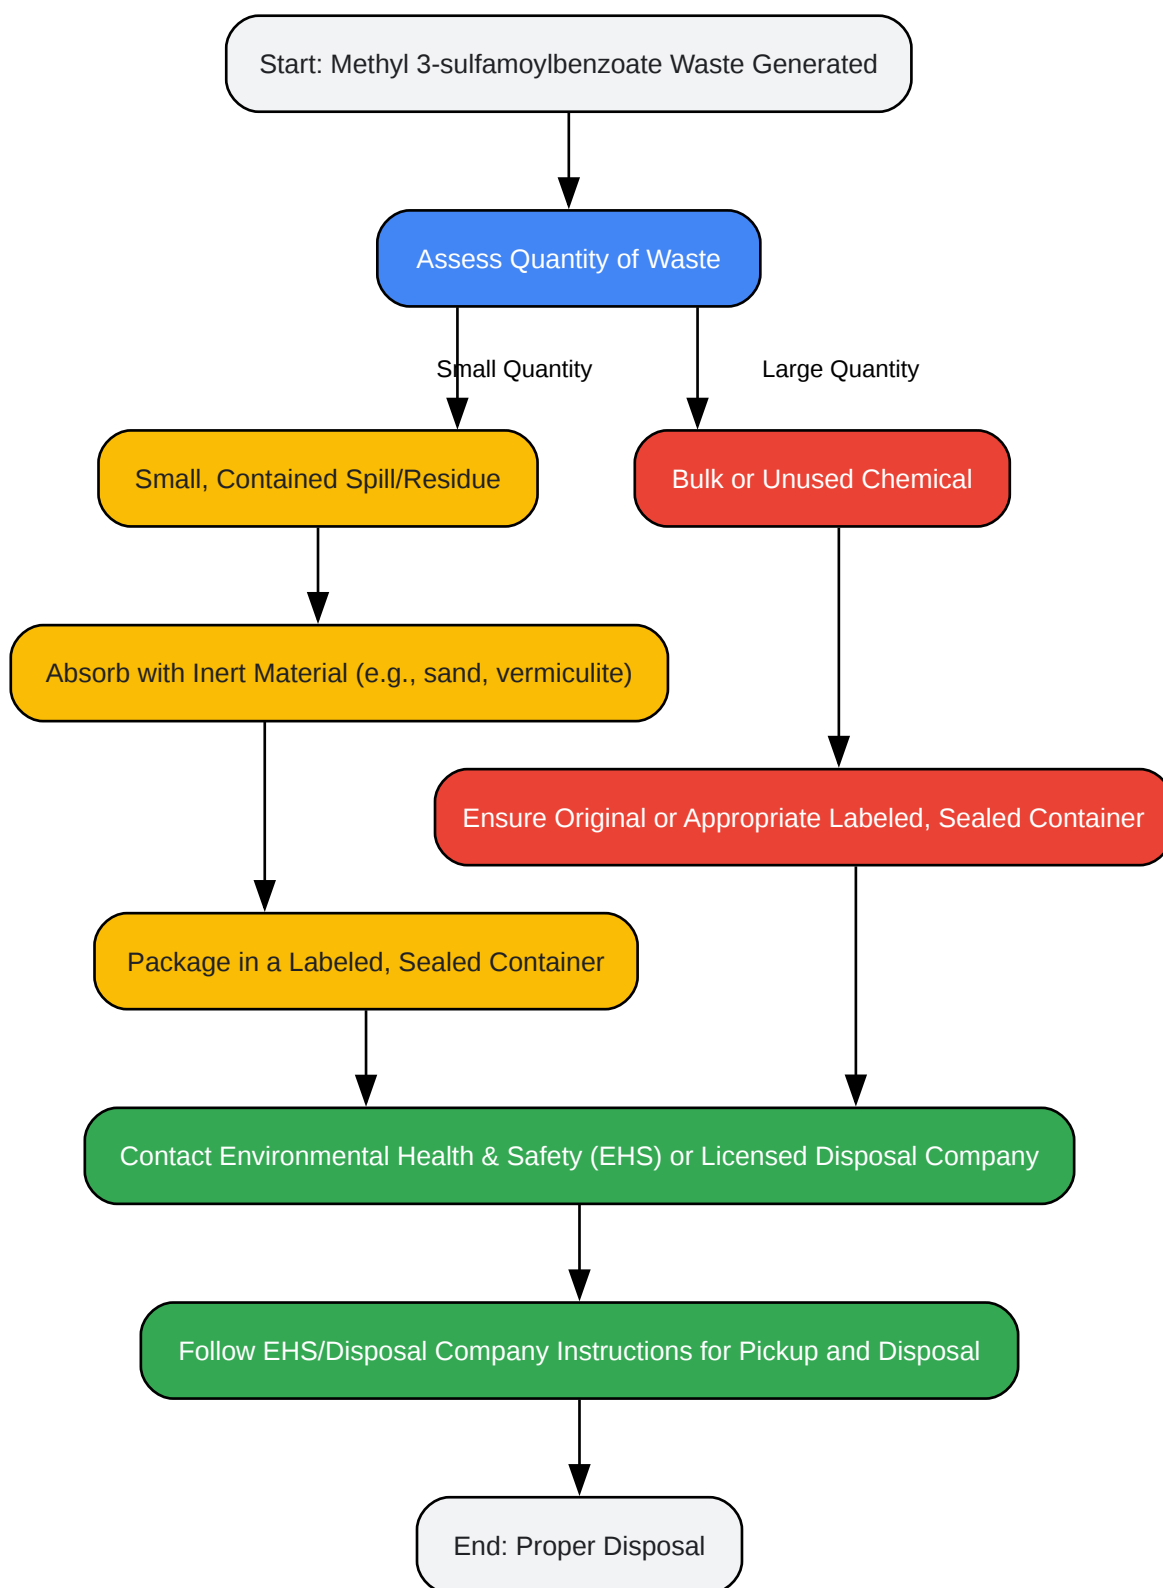 Start: Methyl 3-sulfamoylbenzoate Waste Generated
Assess Quantity of Waste
Small Quantity
Large Quantity
Small, Contained Spill/Residue
Bulk or Unused Chemical
Absorb with Inert Material (e.g., sand, vermiculite)
Ensure Original or Appropriate Labeled, Sealed Container
Package in a Labeled, Sealed Container
Contact Environmental Health & Safety (EHS) or Licensed Disposal Company
Follow EHS/Disposal Company Instructions for Pickup and Disposal
End: Proper Disposal